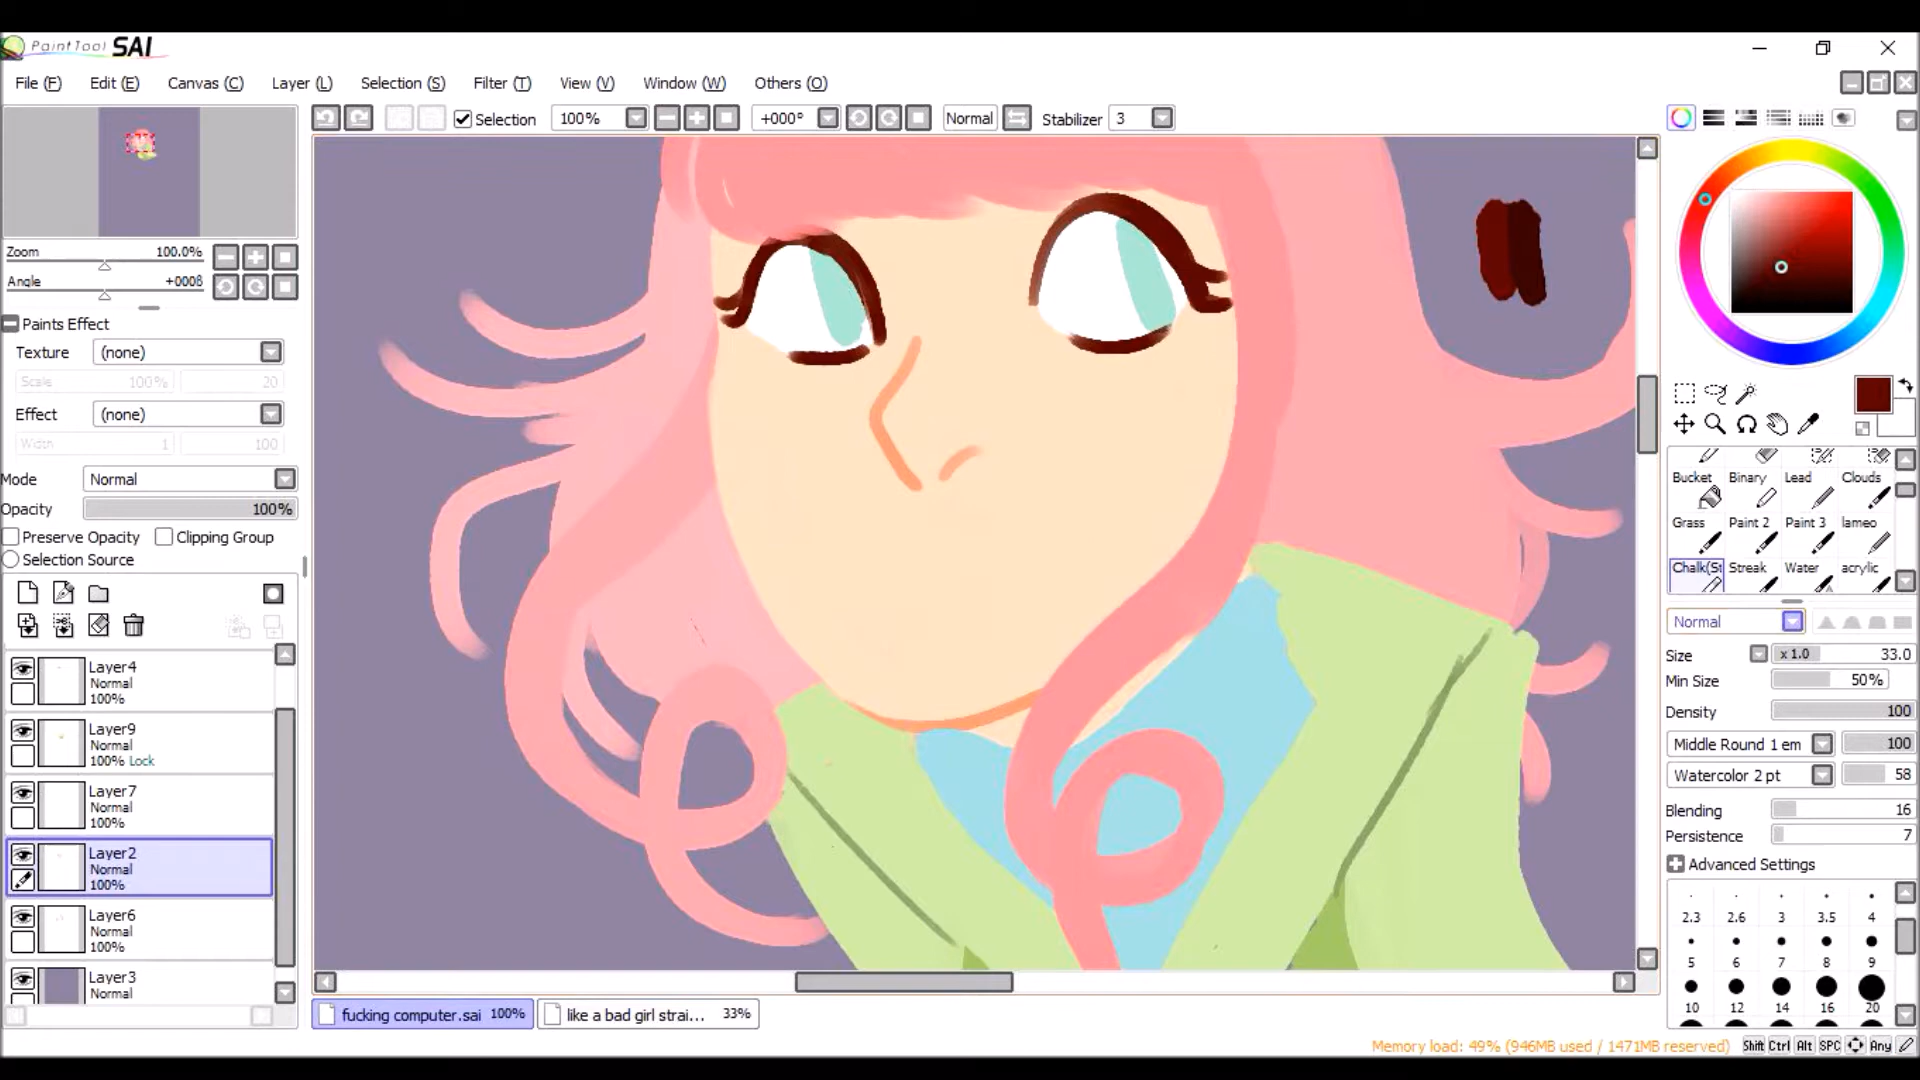 PaintTool SAI
File (F) Edit (E) Canvas (C) Layer (L) Selection (S) Filter (T) View (V) Window (W) Others (O)
Selection 100% +000° Normal Stabilizer 3
Zoom 100.0%
Angle +000θ
Paints Effect
Texture (none)
Scale 100% 20
Effect (none)
Width 1 100
Mode Normal
Opacity 100%
Preserve Opacity Clipping Group
Selection Source
Layer4
Normal
100%
Layer9
Normal
100% Lock
Layer7
Normal
100%
Layer2
Normal
100%
Layer6
Normal
100%
Layer3
Normal
fucking computer.sai 100% like a bad girl strai... 33%
Bucket Binary Lead Clouds
Grass Paint 2 Paint 3 lameo
Chalk(St Streak Water acrylic
Normal
Size x 1.0 33.0
Min Size 50%
Density 100
Middle Round 1 em 100
Watercolor 2 pt 58
Blending 16
Persistence 7
Advanced Settings
2.3 2.6 3 3.5 4
5 6 7 8 9
10 12 14 16 20
Memory load: 49% (946MB used / 1471MB reserved) Shift Ctrl Alt SPC Any